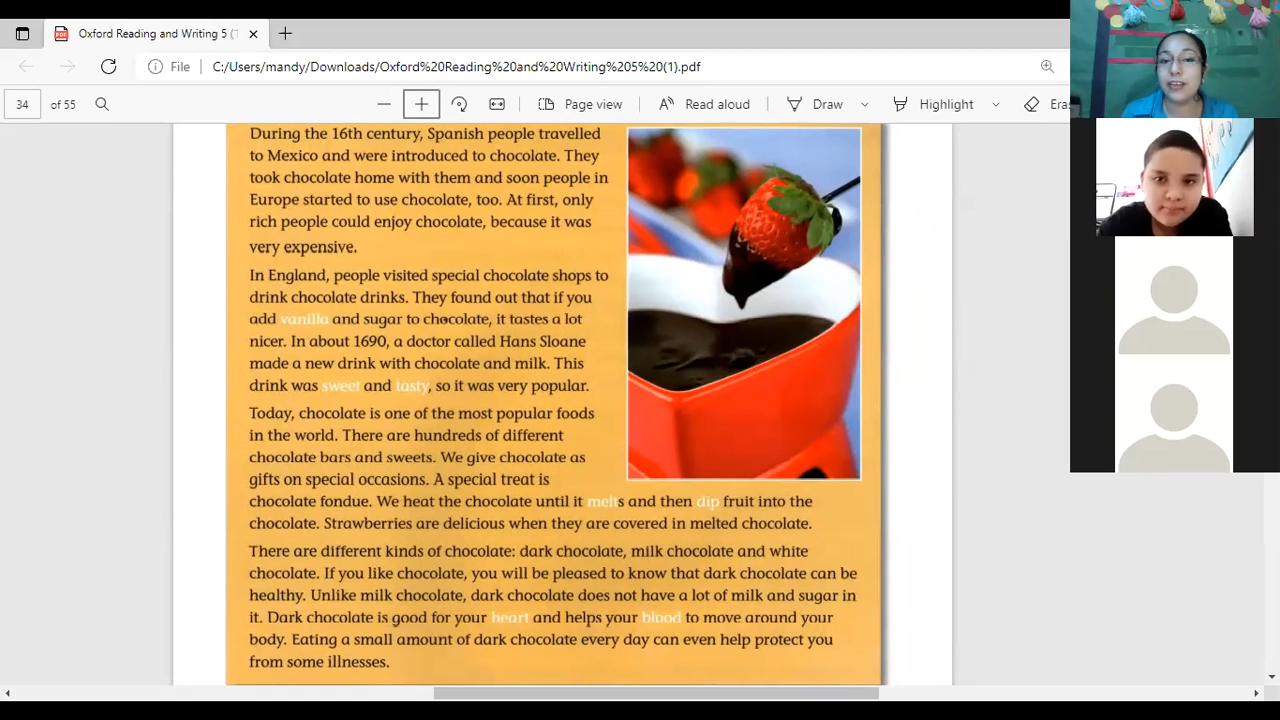 Oxford Reading and Writing 5 (
File
C:/Users/mandy/Downloads/Oxford%20Reading%20and%20Writing%205%20(1).pdf
34 of 55
Page view
Read aloud
Draw
Highlight
During the 16th century, Spanish people travelled
to Mexico and were introduced to chocolate. They
took chocolate home with them and soon people in
Europe started to use chocolate, too. At first, only
rich people could enjoy chocolate, because it was
very expensive.
In England, people visited special chocolate shops to
drink chocolate drinks. They found out that if you
add vanilla and sugar to chocolate, it tastes a lot
nicer. In about 1690, a doctor called Hans Sloane
made a new drink with chocolate and milk. This
drink was sweet and tasty, so it was very popular.
Today, chocolate is one of the most popular foods
in the world. There are hundreds of different
chocolate bars and sweets. We give chocolate as
gifts on special occasions. A special treat is
chocolate fondue. We heat the chocolate until it melts and then dip fruit into the
chocolate. Strawberries are delicious when they are covered in melted chocolate.
There are different kinds of chocolate: dark chocolate, milk chocolate and white
chocolate. If you like chocolate, you will be pleased to know that dark chocolate can be
healthy. Unlike milk chocolate, dark chocolate does not have a lot of milk and sugar in
it. Dark chocolate is good for your heart and helps your blood to move around your
body. Eating a small amount of dark chocolate every day can even help protect you
from some illnesses.